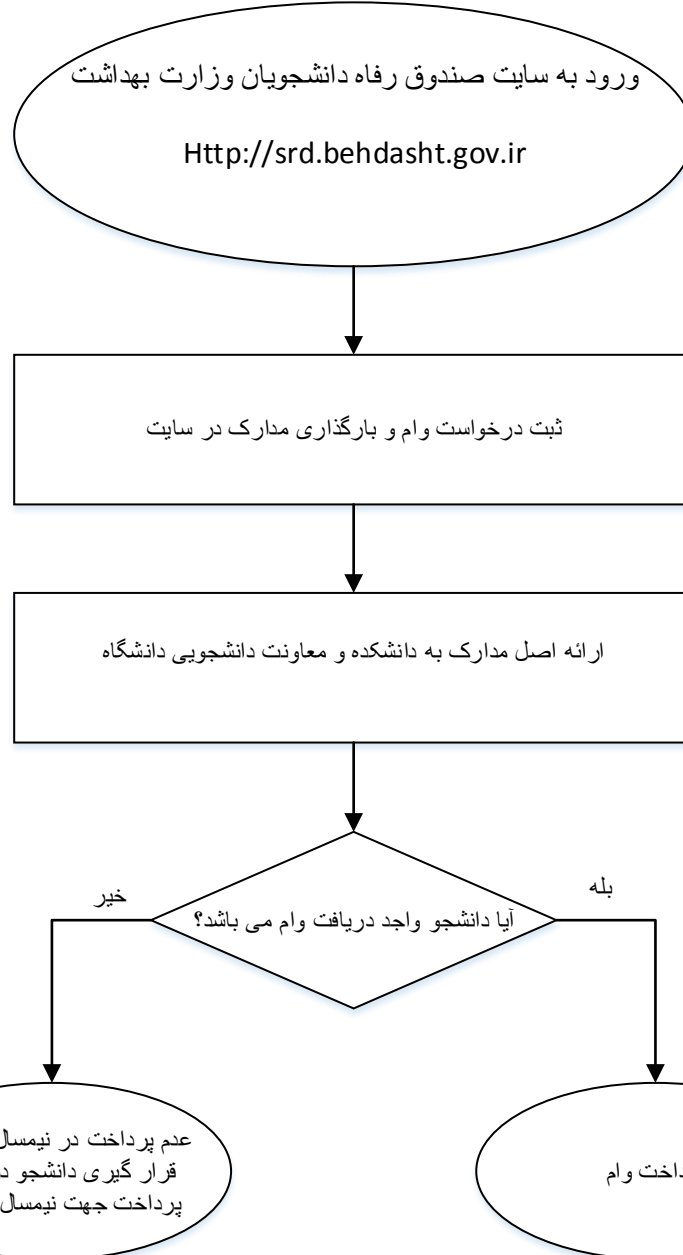 ورود به سایت صندوق رفاه دانشجویان وزارت بهداشت
Http://srd.behdasht.gov.ir
ثبت درخواست وام و بارگذاری مدارک در سایت
ارائه اصل مدارک به دانشکده و معاونت دانشجویی دانشگاه
آیا دانشجو واجد دریافت وام می باشد؟
بله
خیر
وام
عدم پرداخت در نیمسال
قرار گیری دانشجو
پرداخت جهت نیمسال